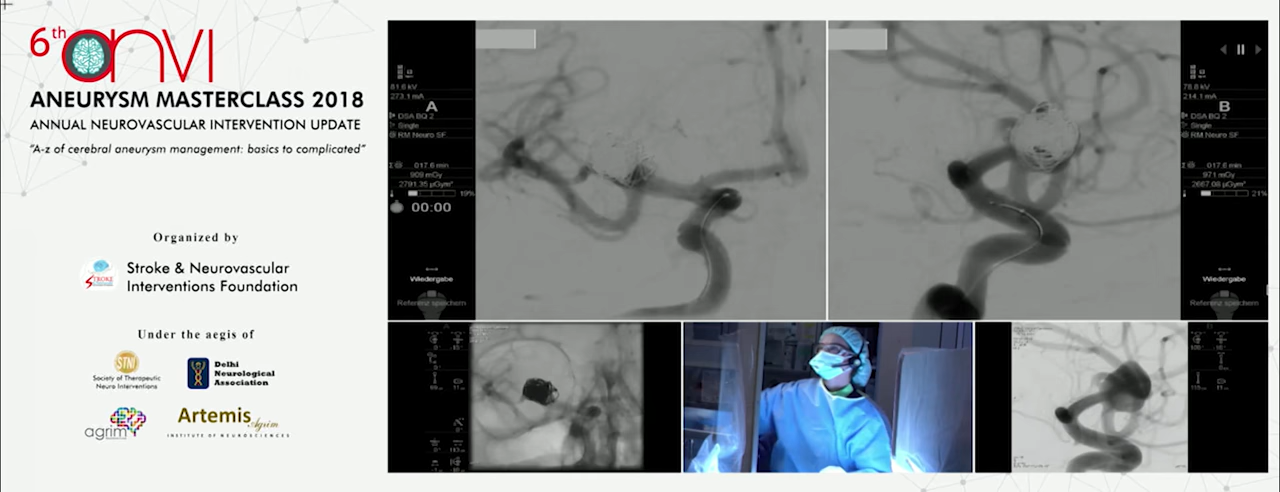 6th anVI
ANEURYSM MASTERCLASS 2018
ANNUAL NEUROVASCULAR INTERVENTION UPDATE
"A-z of cerebral aneurysm management: basics to complicated"
Organized by
STROKE
Stroke & Neurovascular
Interventions Foundation
Under the aegis of
STNI
Society of Therapeutic
Neuro Interventions
Delhi
Neurological
Association
agrim
Artemis Agrim
INSTITUTE OF NEUROSCIENCES
81.6 kV
273.1 mA
A
DSA BQ 2
Single
RM Neuro SF
017.6 min
909 mGy
2791.35 µGym²
19%
00:00
Wiedergabe
Referenz speichern
78.8 kV
214.1 mA
B
DSA BQ 2
Single
RM Neuro SF
017.6 min
971 mGy
2667.08 µGym²
21%
Wiedergabe
Referenz speichern